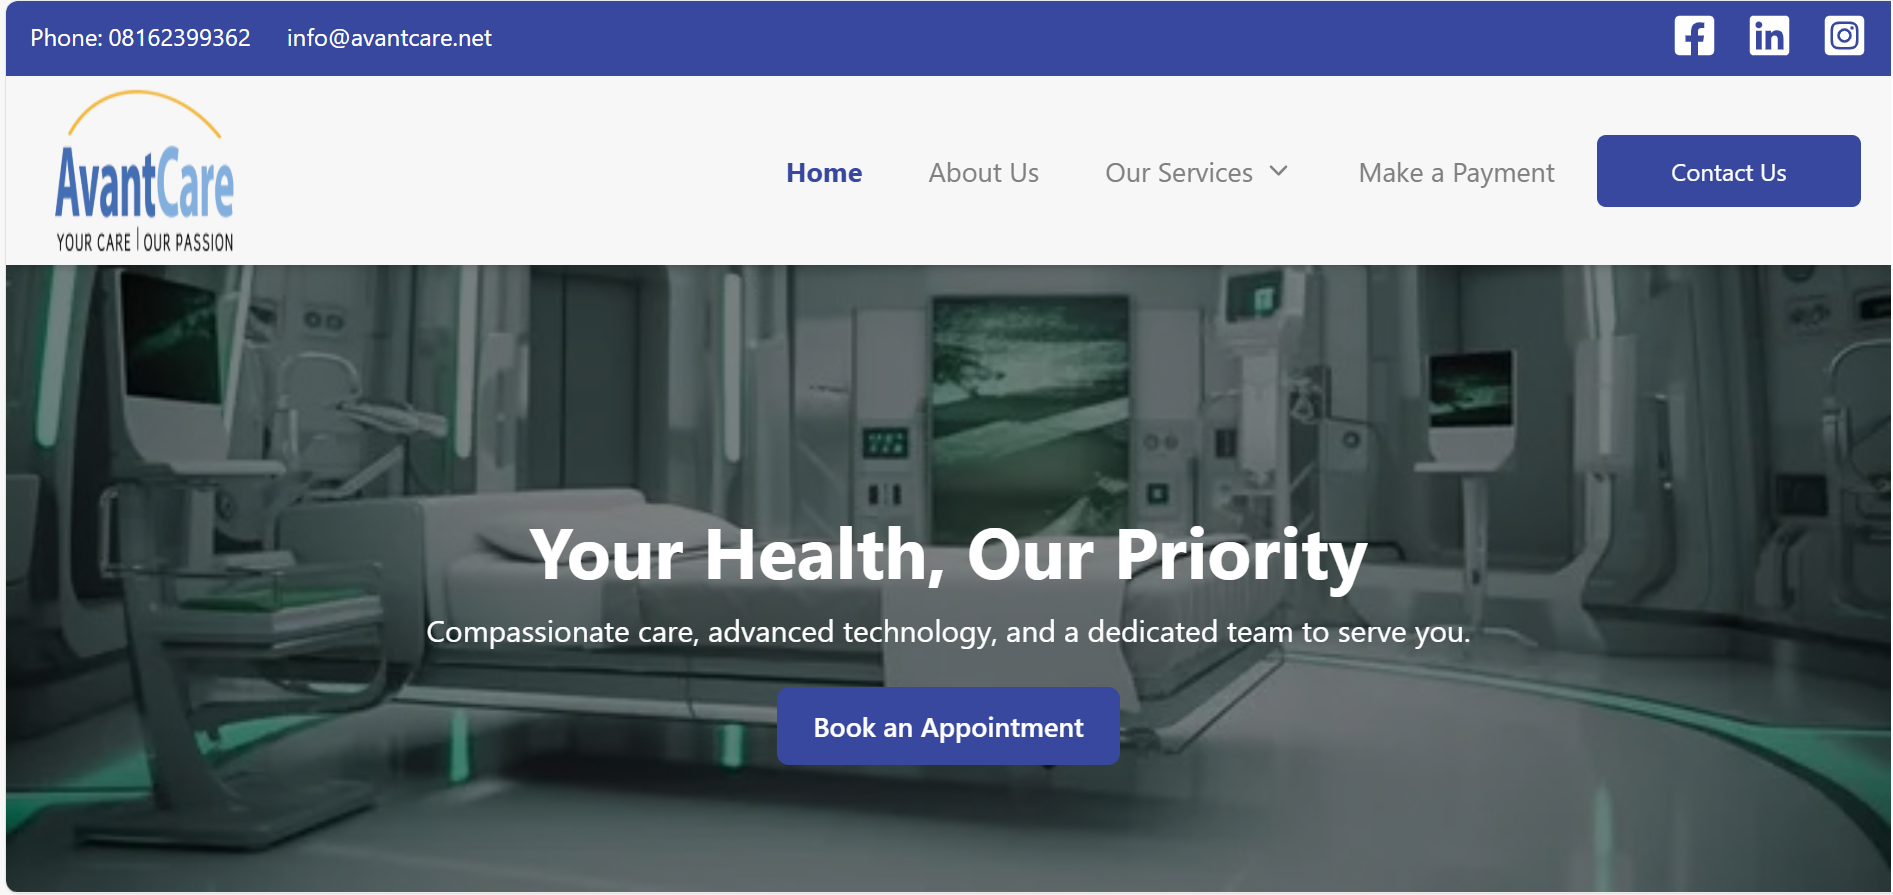 Phone: 08162399362 info@avantcare.net
AvantCare
YOUR CARE | OUR PASSION
Home About Us Our Services Make a Payment Contact Us
Your Health, Our Priority
Compassionate care, advanced technology, and a dedicated team to serve you.
Book an Appointment